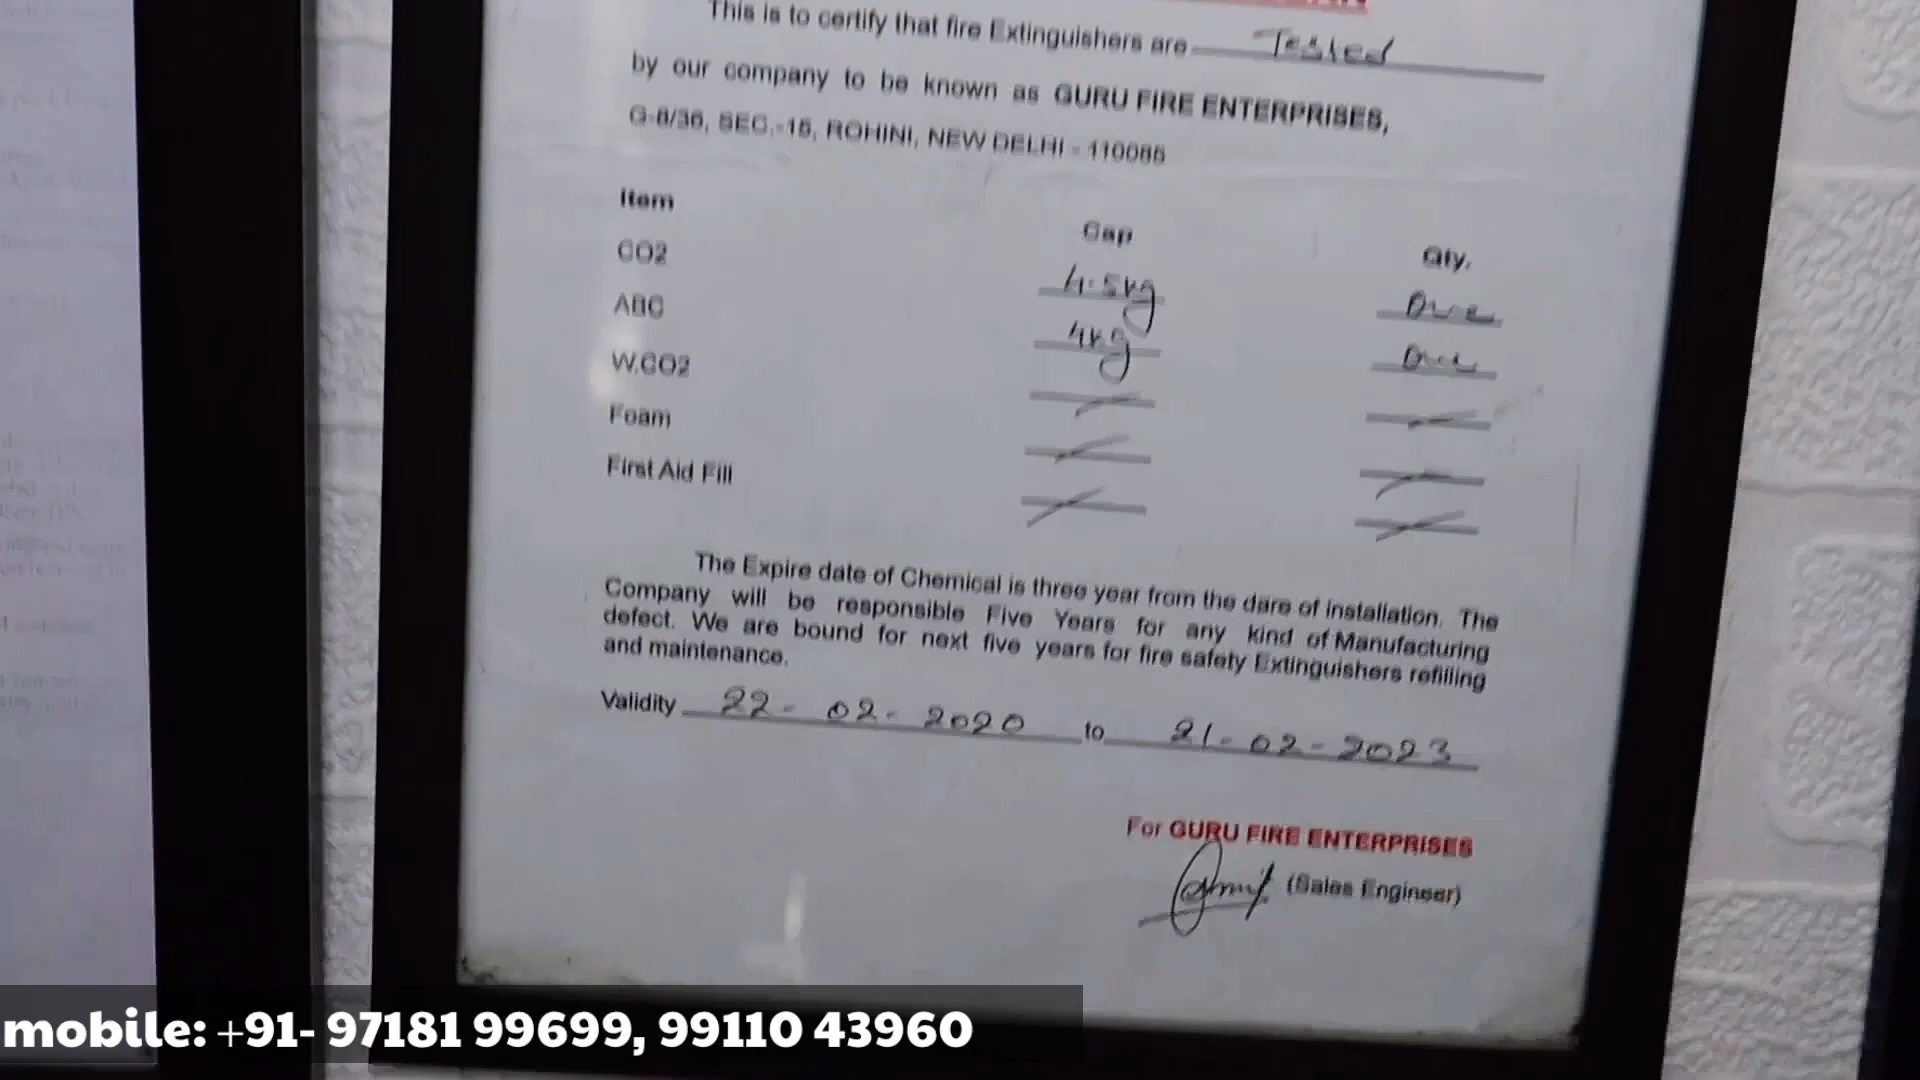 This is to certify that fire Extinguishers are Tested
by our company to be known as GURU FIRE ENTERPRISES,
G-8/36, SEC.-15, ROHINI, NEW DELHI - 110085
Item Cap Qty.
CO2 4.5kg One
ABC 4kg One
W.CO2
Foam
First Aid Fill
The Expire date of Chemical is three year from the dare of installation. The
Company will be responsible Five Years for any kind of Manufacturing
defect. We are bound for next five years for fire safety Extinguishers refilling
and maintenance.
Validity 22-02-2020 to 21-02-2023
For GURU FIRE ENTERPRISES
(Sales Engineer)
mobile: +91- 97181 99699, 99110 43960